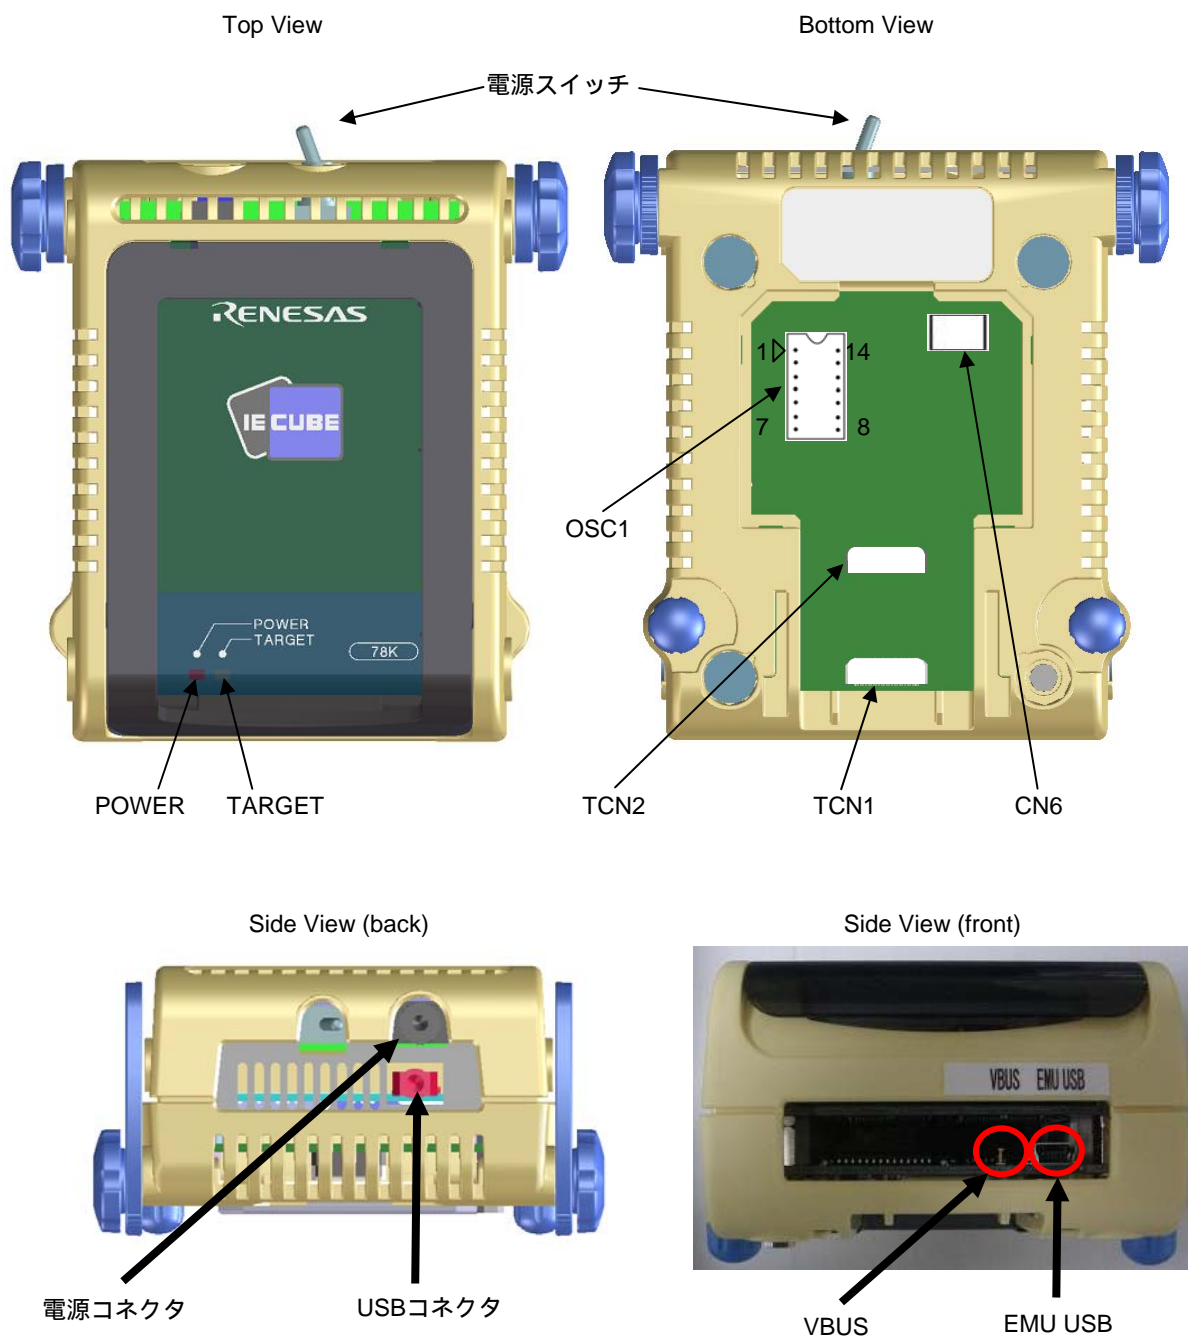 Top View
Bottom View
電源スイッチ
RENESAS
IE CUBE
POWER
TARGET
78K
POWER
TARGET
1
14
7
8
OSC1
TCN2
TCN1
CN6
Side View (back)
Side View (front)
VBUS EMU USB
電源コネクタ
USBコネクタ
VBUS
EMU USB